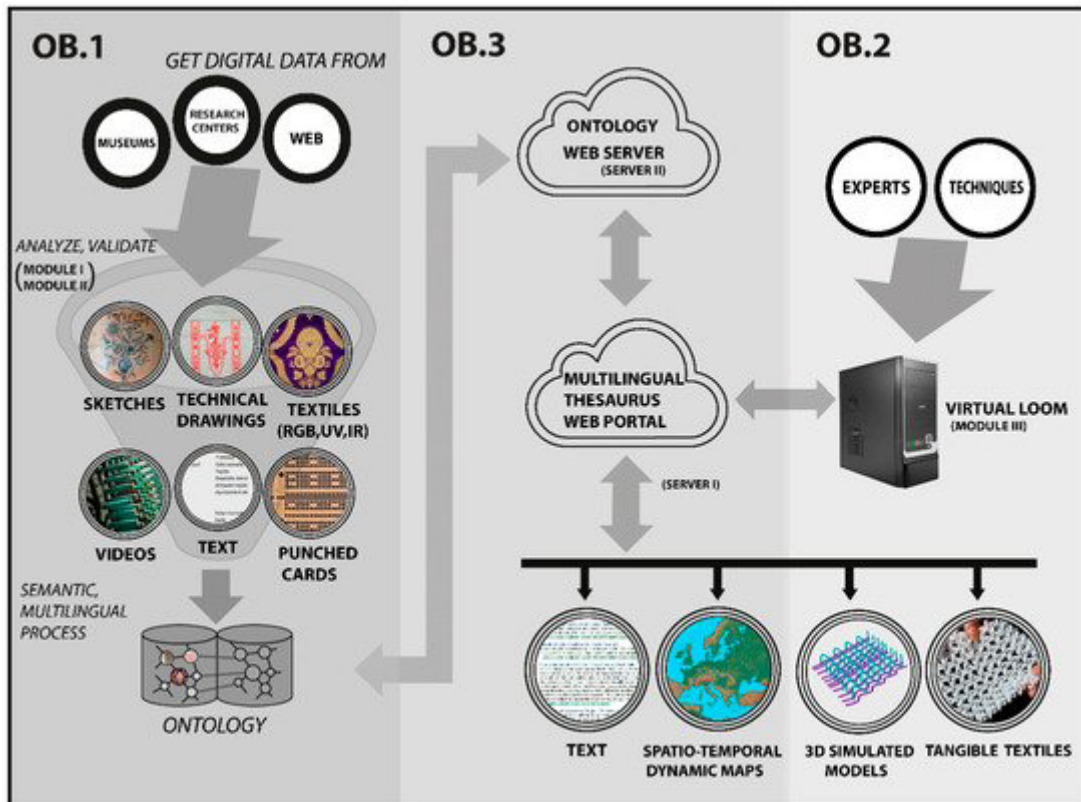 OB.1
GET DIGITAL DATA FROM
MUSEUMS
RESEARCH
CENTERS
WEB
ANALYZE, VALIDATE
(MODULE I
MODULE II)
SKETCHES
TECHNICAL
DRAWINGS
TEXTILES
(RGB,UV,IR)
VIDEOS
TEXT
PUNCHED
CARDS
SEMANTIC,
MULTILINGUAL
PROCESS
ONTOLOGY
OB.3
ONTOLOGY
WEB SERVER
(SERVER II)
MULTILINGUAL
THESAURUS
WEB PORTAL
(SERVER I)
OB.2
EXPERTS
TECHNIQUES
VIRTUAL LOOM
(MODULE III)
TEXT
SPATIO-TEMPORAL
DYNAMIC MAPS
3D SIMULATED
MODELS
TANGIBLE TEXTILES